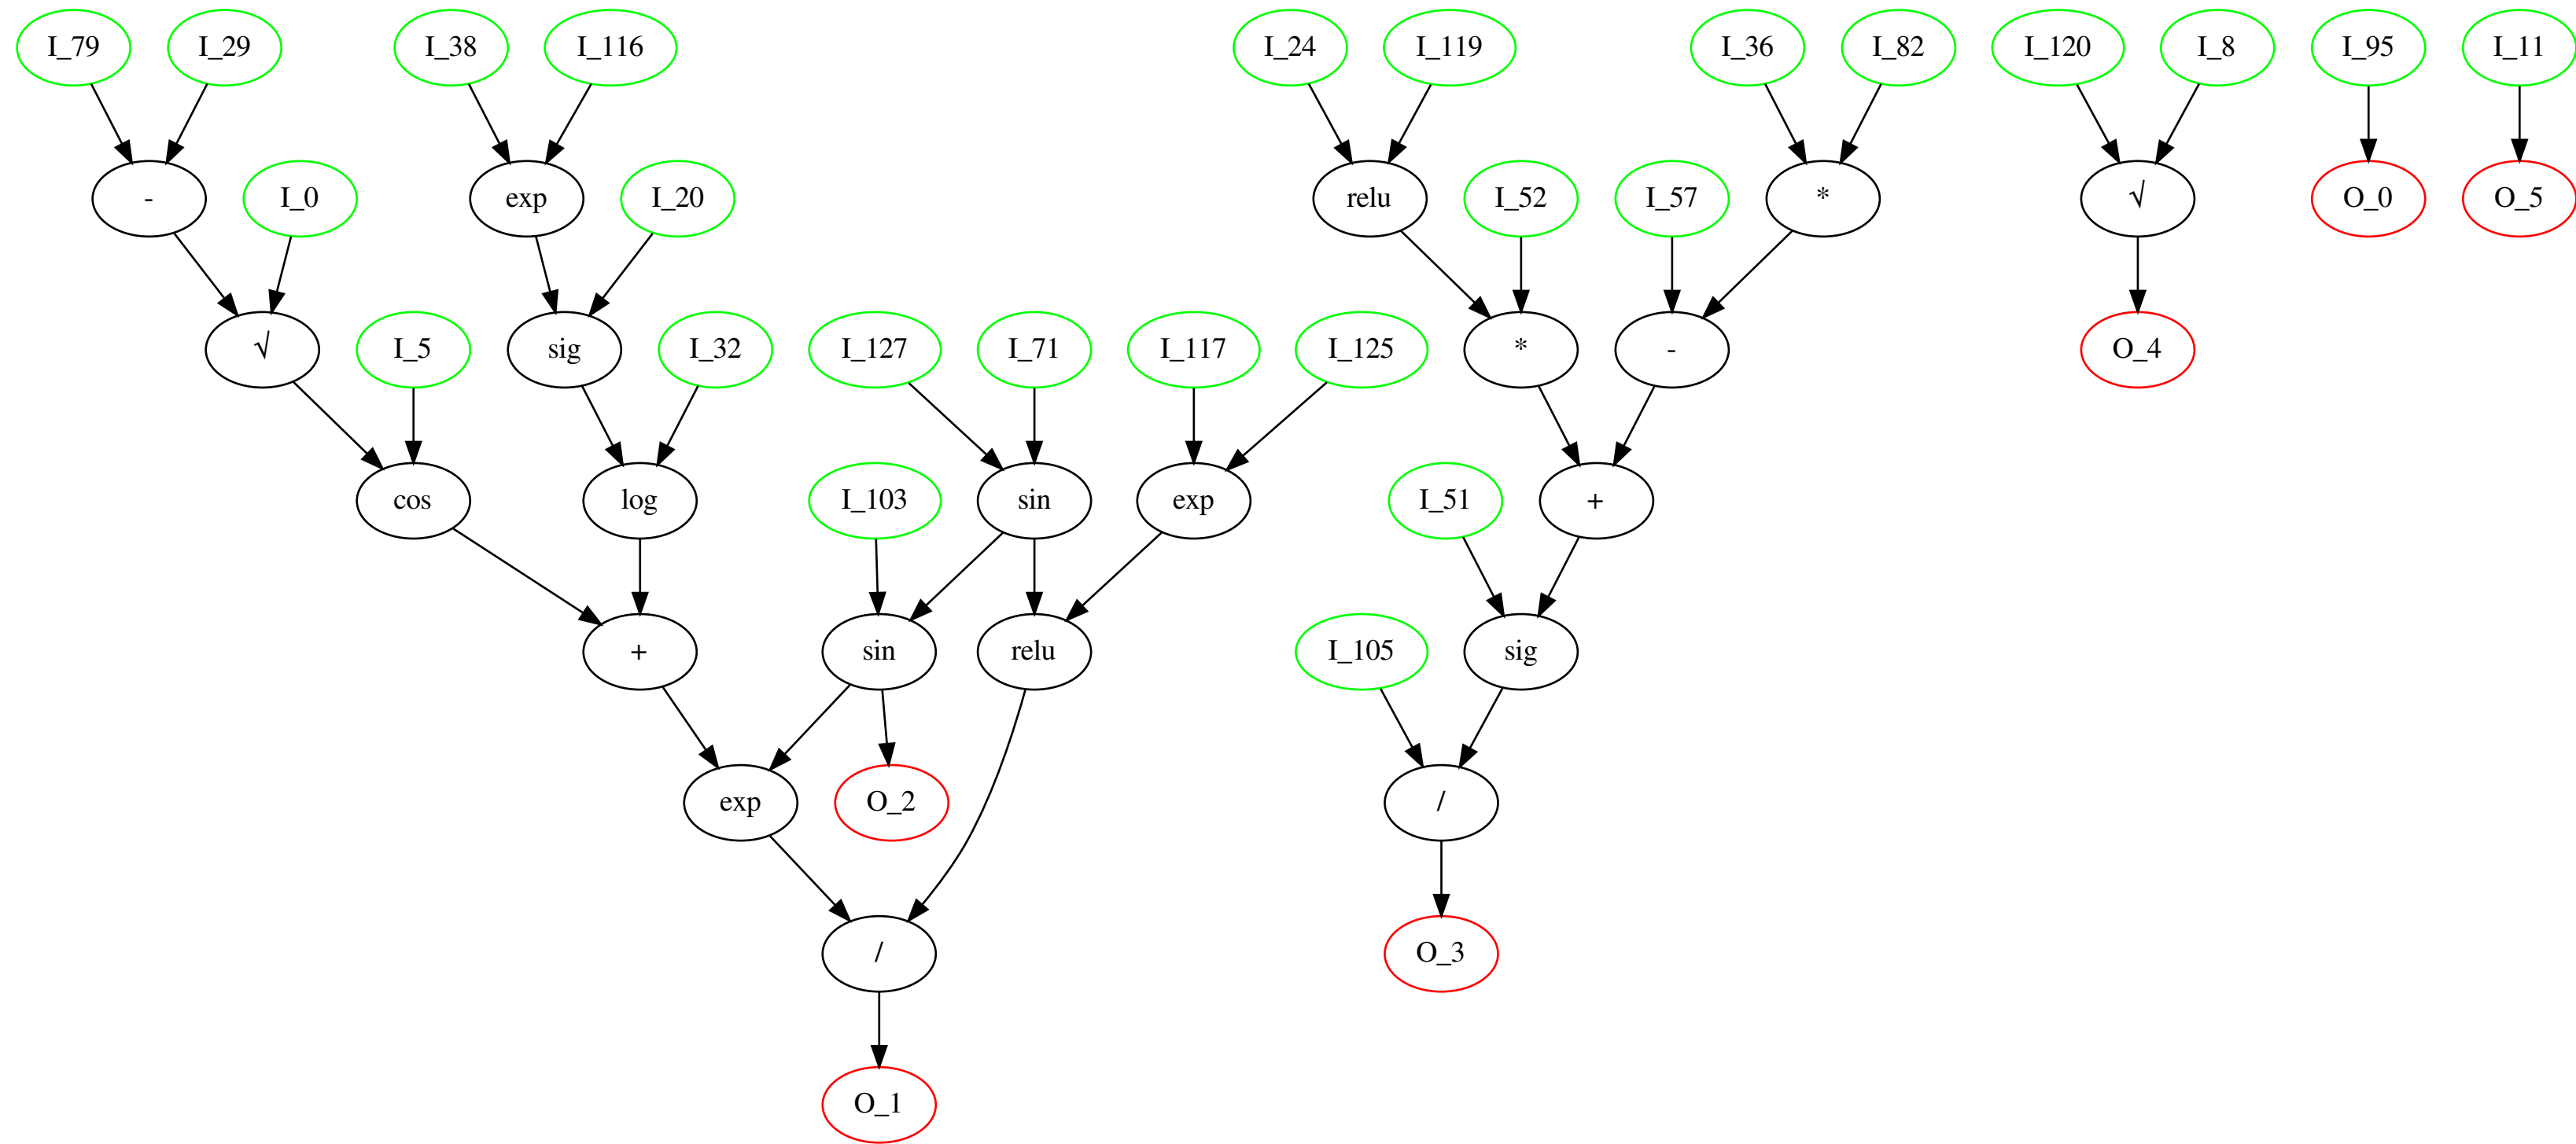 I_79 I_29 I_38 I_116 I_24 I_119 I_36 I_82 I_120 I_8 I_95 I_11
- I_0 exp I_20 relu I_52 I_57 * √ O_0 O_5
√ I_5 sig I_32 I_127 I_71 I_117 I_125 * - O_4
cos log I_103 sin exp I_51 +
+ sin relu I_105 sig
exp O_2 /
/ O_3
O_1